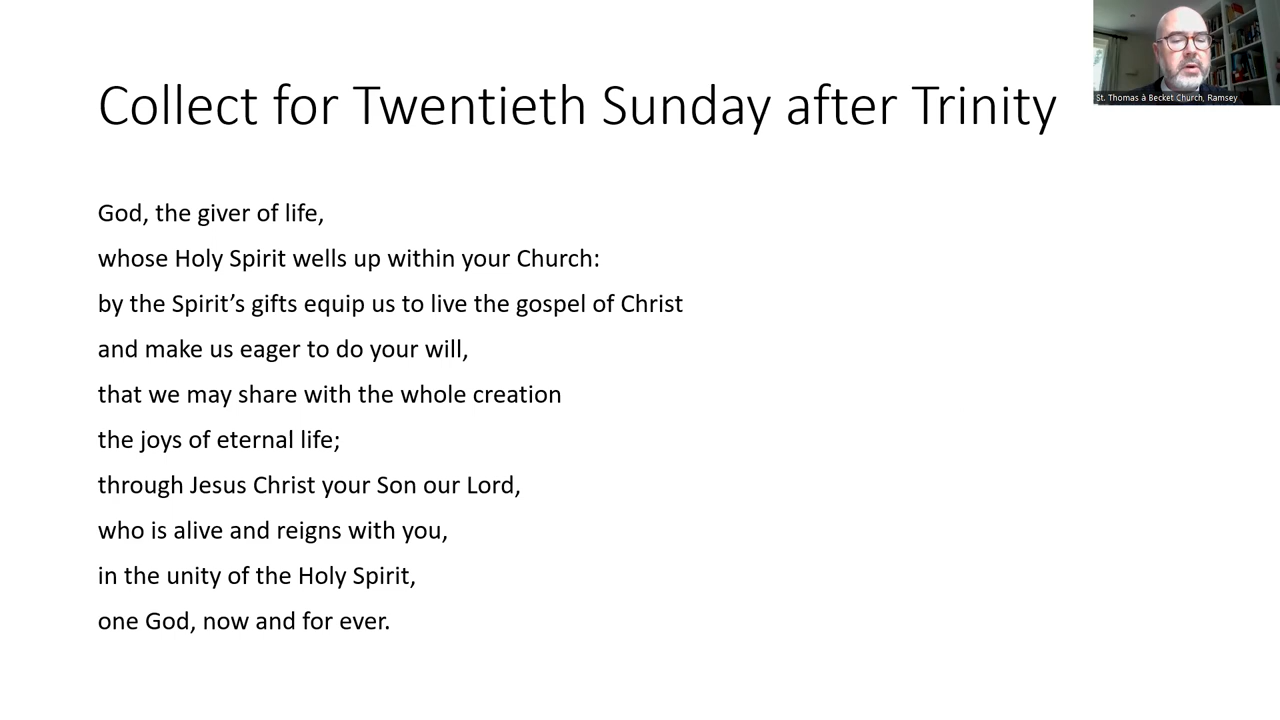 Collect for Twentieth Sunday after Trinity
St. Thomas à Becket Church, Ramsey
God, the giver of life,
whose Holy Spirit wells up within your Church:
by the Spirit’s gifts equip us to live the gospel of Christ
and make us eager to do your will,
that we may share with the whole creation
the joys of eternal life;
through Jesus Christ your Son our Lord,
who is alive and reigns with you,
in the unity of the Holy Spirit,
one God, now and for ever.